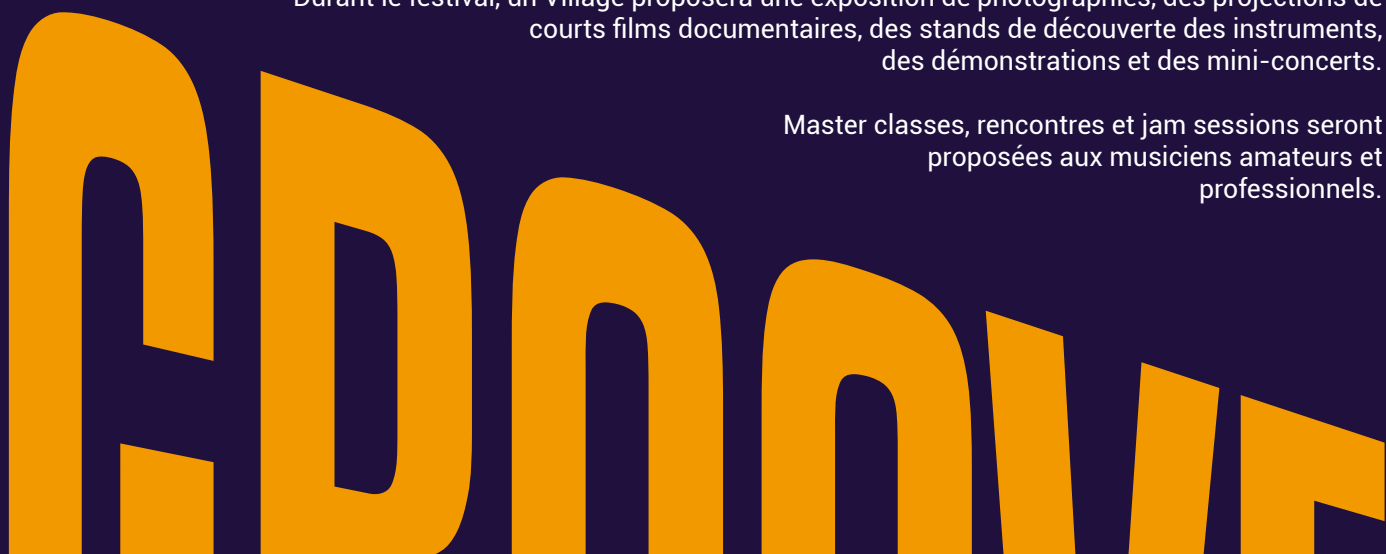 Durant le festival, un Village proposera une exposition de photographies, des projections de
courts films documentaires, des stands de découverte des instruments,
des démonstrations et des mini-concerts.
Master classes, rencontres et jam sessions seront
proposées aux musiciens amateurs et
professionnels.
GROOVE